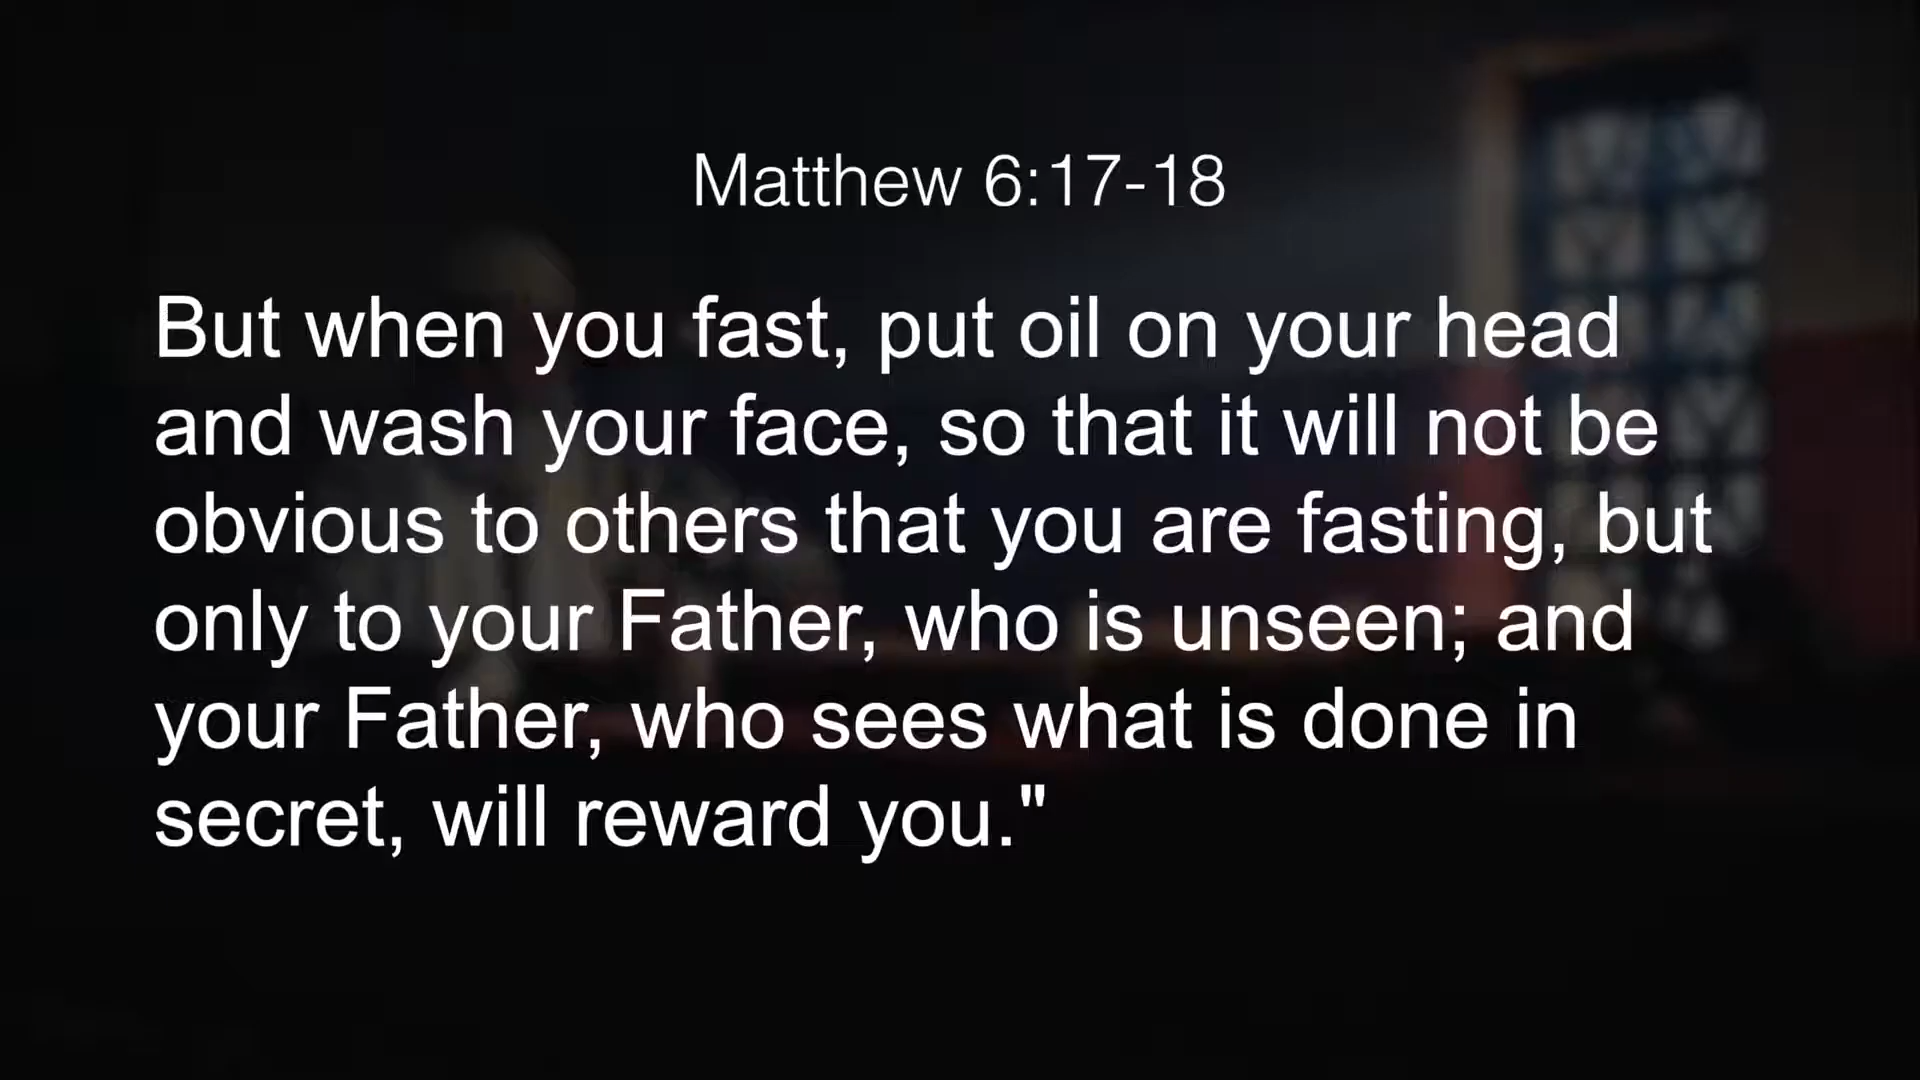 Matthew 6:17-18
But when you fast, put oil on your head
and wash your face, so that it will not be
obvious to others that you are fasting, but
only to your Father, who is unseen; and
your Father, who sees what is done in
secret, will reward you."